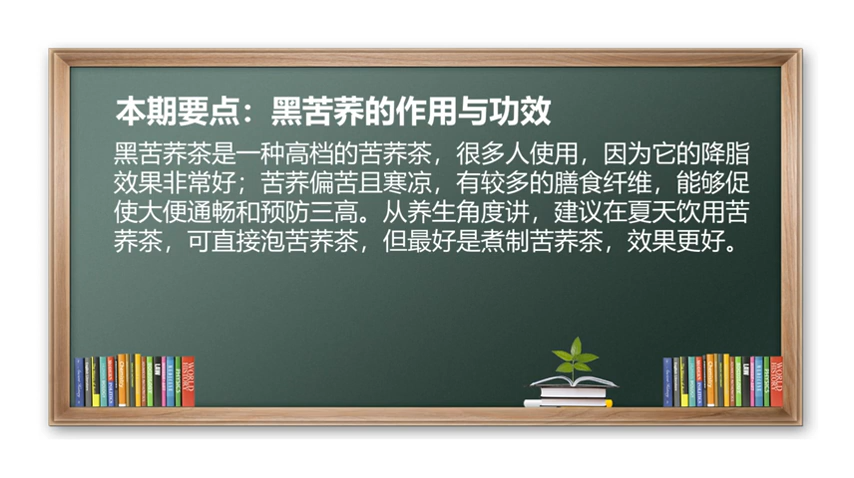 本期要点：黑苦荞的作用与功效
黑苦荞茶是一种高档的苦荞茶，很多人使用，因为它的降脂
效果非常好；苦荞偏苦且寒凉，有较多的膳食纤维，能够促
使大便通畅和预防三高。从养生角度讲，建议在夏天饮用苦
荞茶，可直接泡苦荞茶，但最好是煮制苦荞茶，效果更好。
WORLD HISTORY
WORLD HISTORY